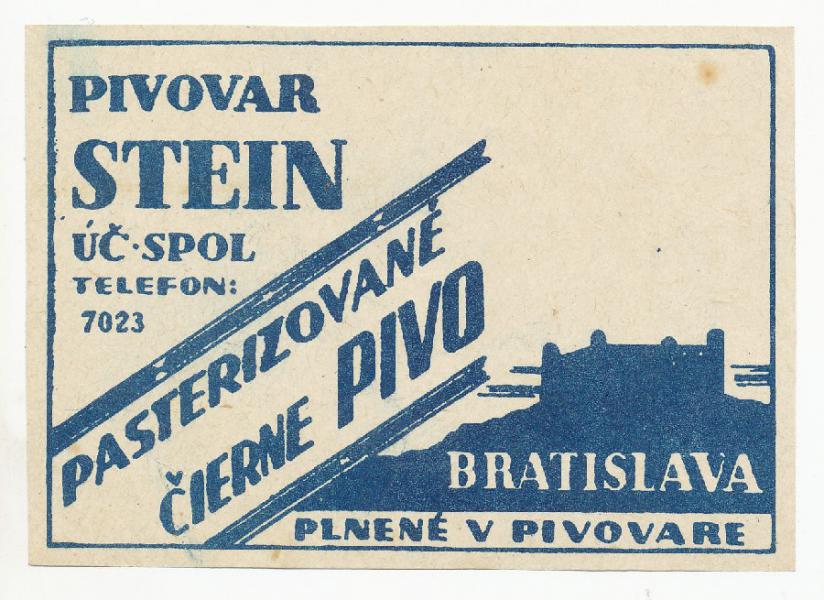 PIVOVAR
STEIN
ÚČ·SPOL
TELEFON:
7023
PASTERIZOVANÉ
ČIERNE PIVO
BRATISLAVA
PLNENÉ V PIVOVARE